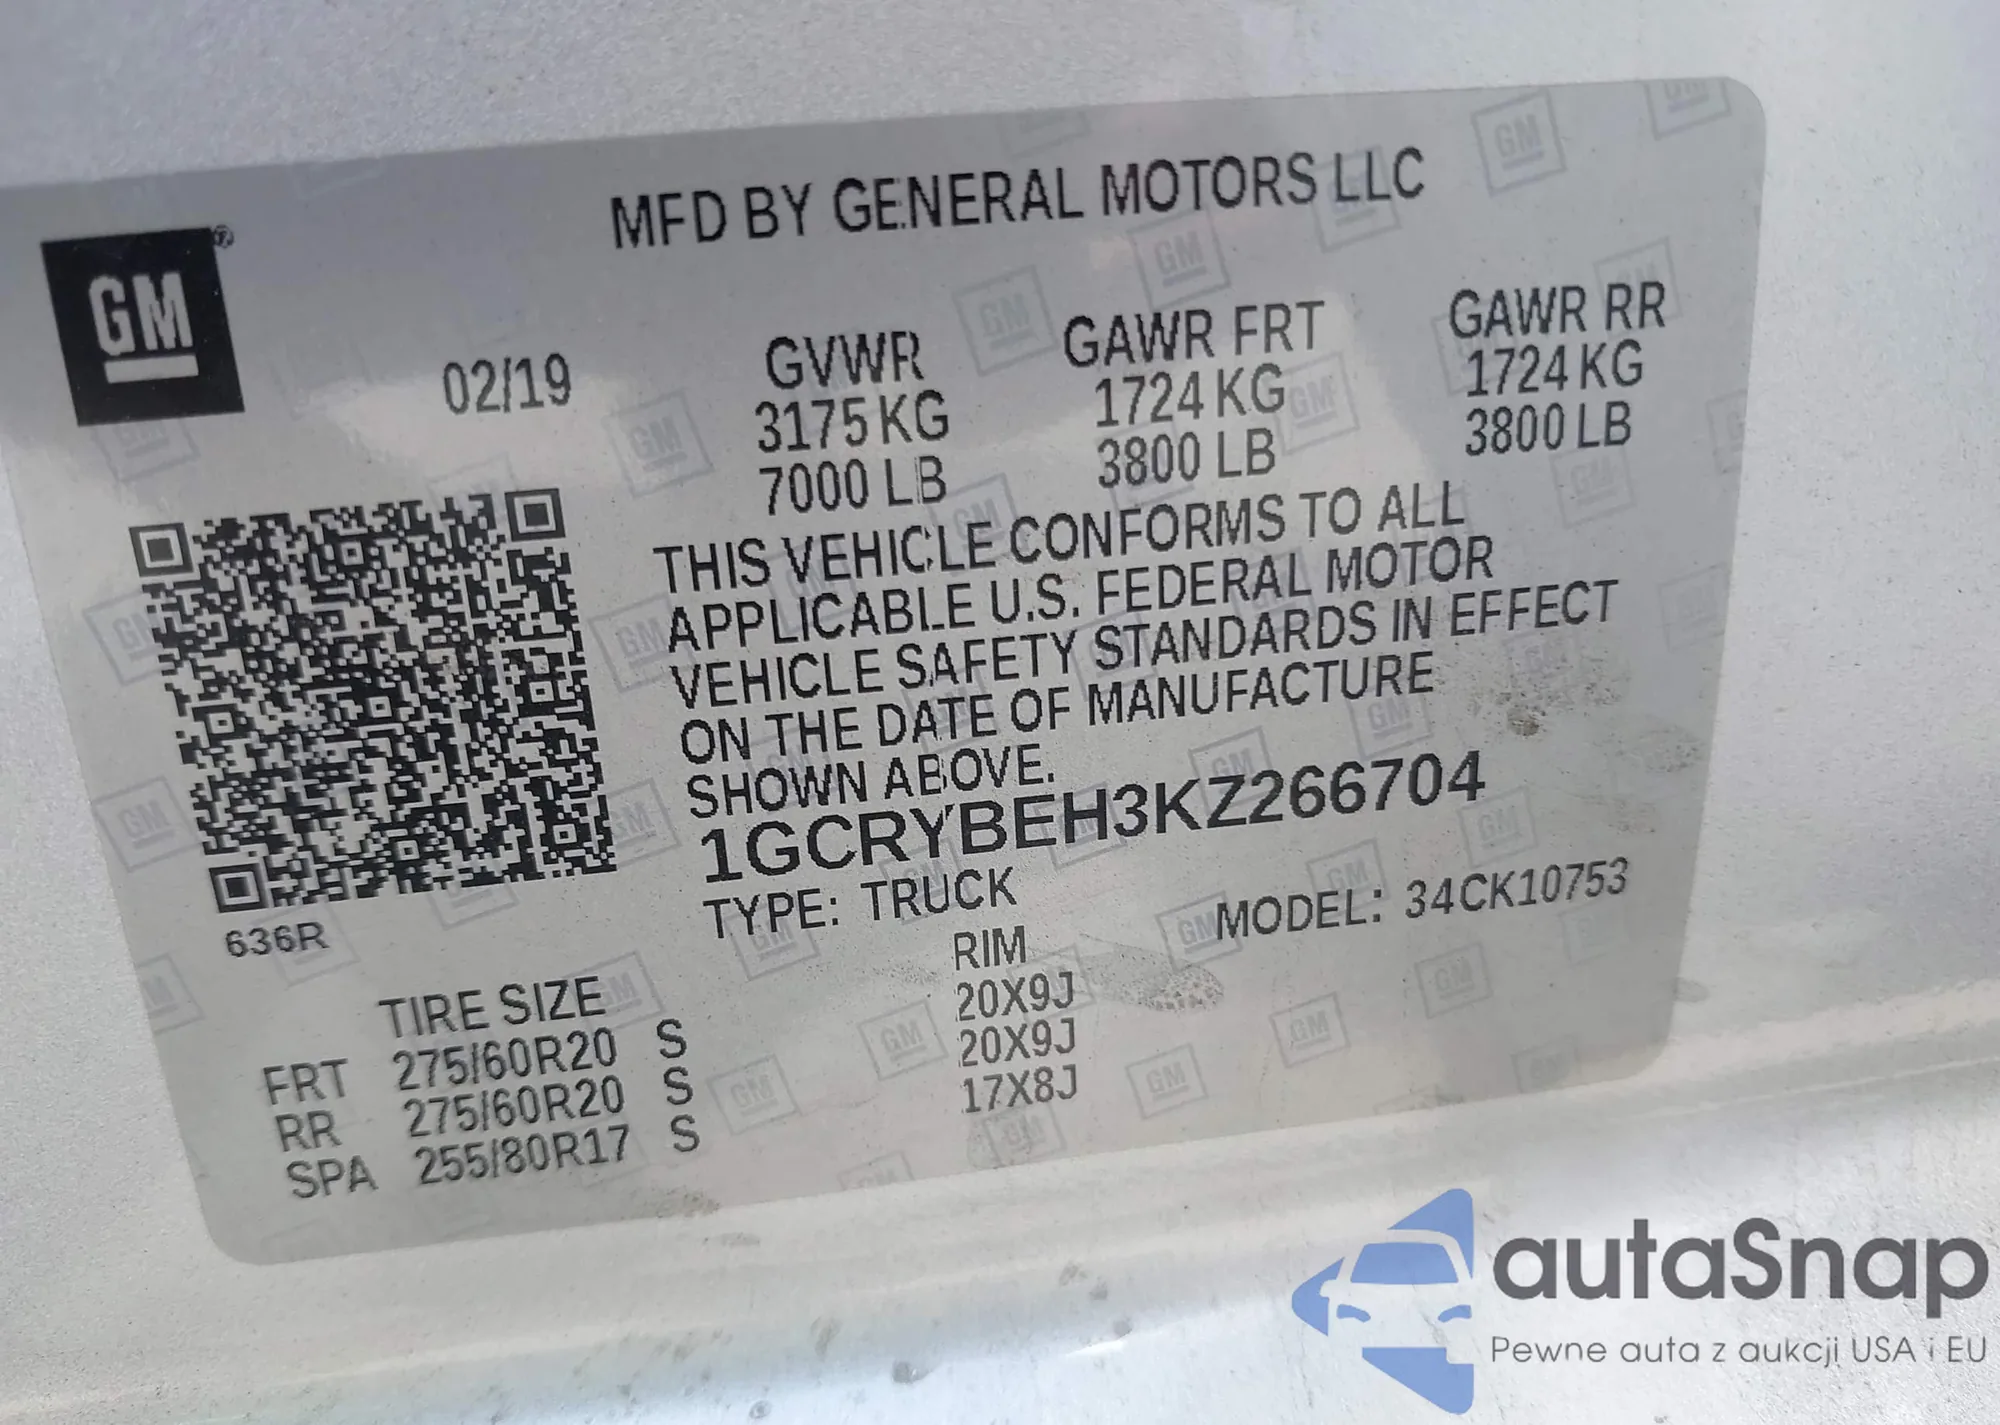 MFD BY GENERAL MOTORS LLC
GM®
02/19
GVWR GAWR FRT GAWR RR
3175 KG 1724 KG 1724 KG
7000 LB 3800 LB 3800 LB
THIS VEHICLE CONFORMS TO ALL
APPLICABLE U.S. FEDERAL MOTOR
VEHICLE SAFETY STANDARDS IN EFFECT
ON THE DATE OF MANUFACTURE
SHOWN ABOVE.
1GCRYBEH3KZ266704
TYPE: TRUCK MODEL: 34CK10753
636R
TIRE SIZE RIM
FRT 275/60R20 S 20X9J
RR 275/60R20 S 20X9J
SPA 255/80R17 S 17X8J
autaSnap
Pewne auta z aukcji USA i EU